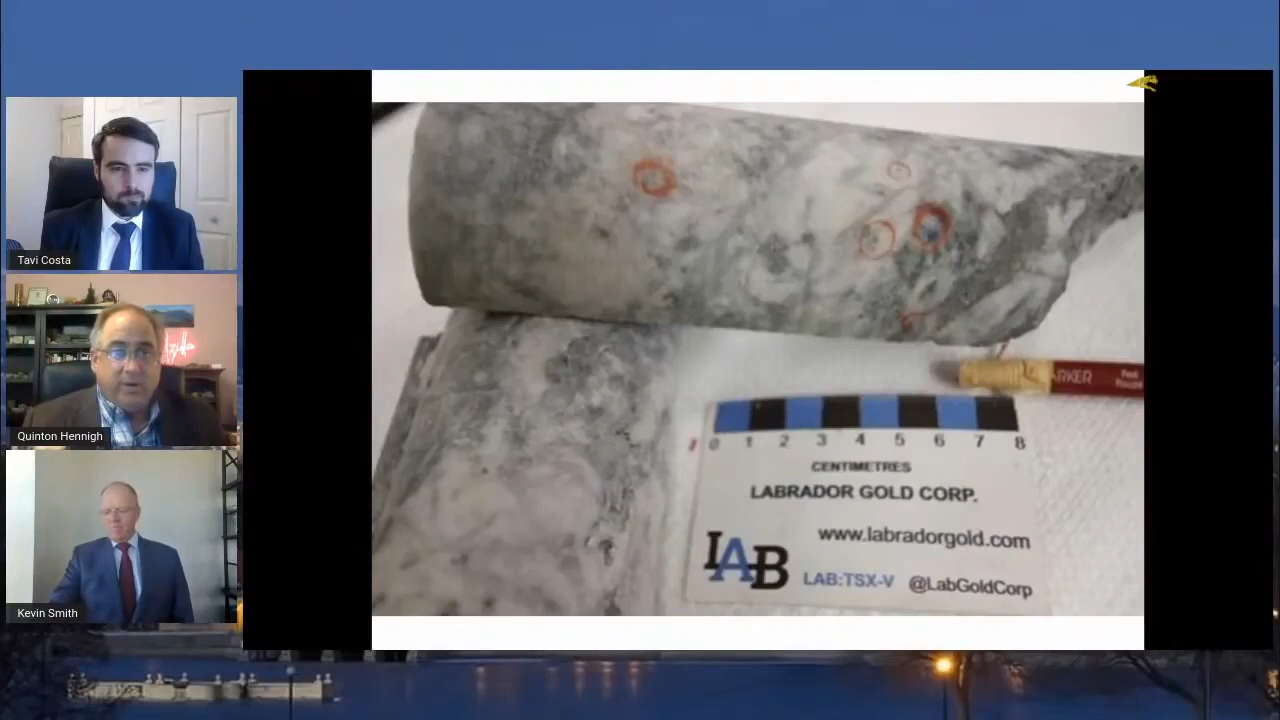 Tavi Costa
Quinton Hennigh
Kevin Smith
ARKER
0 1 2 3 4 5 6 7 8
CENTIMETRES
LABRADOR GOLD CORP.
www.labradorgold.com
LAB
LAB:TSX-V @LabGoldCorp